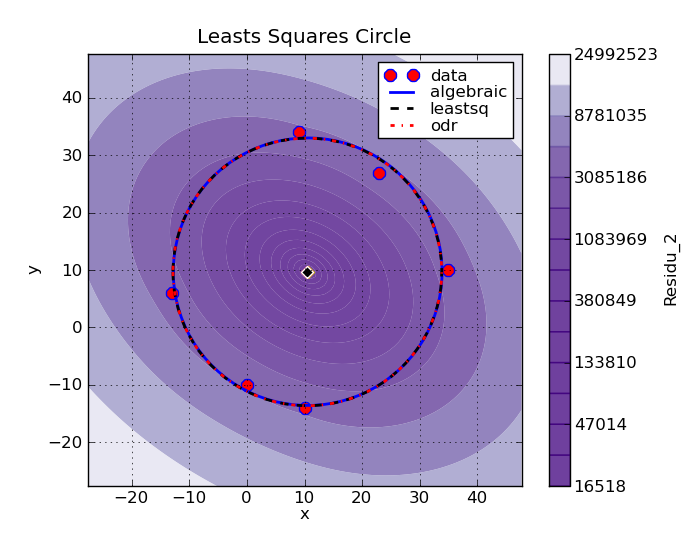 Leasts Squares Circle
data
algebraic
leastsq
odr
40
30
20
10
0
−10
−20
y
−20
−10
0
10
20
30
40
x
24992523
8781035
3085186
1083969
380849
133810
47014
16518
Residu_2